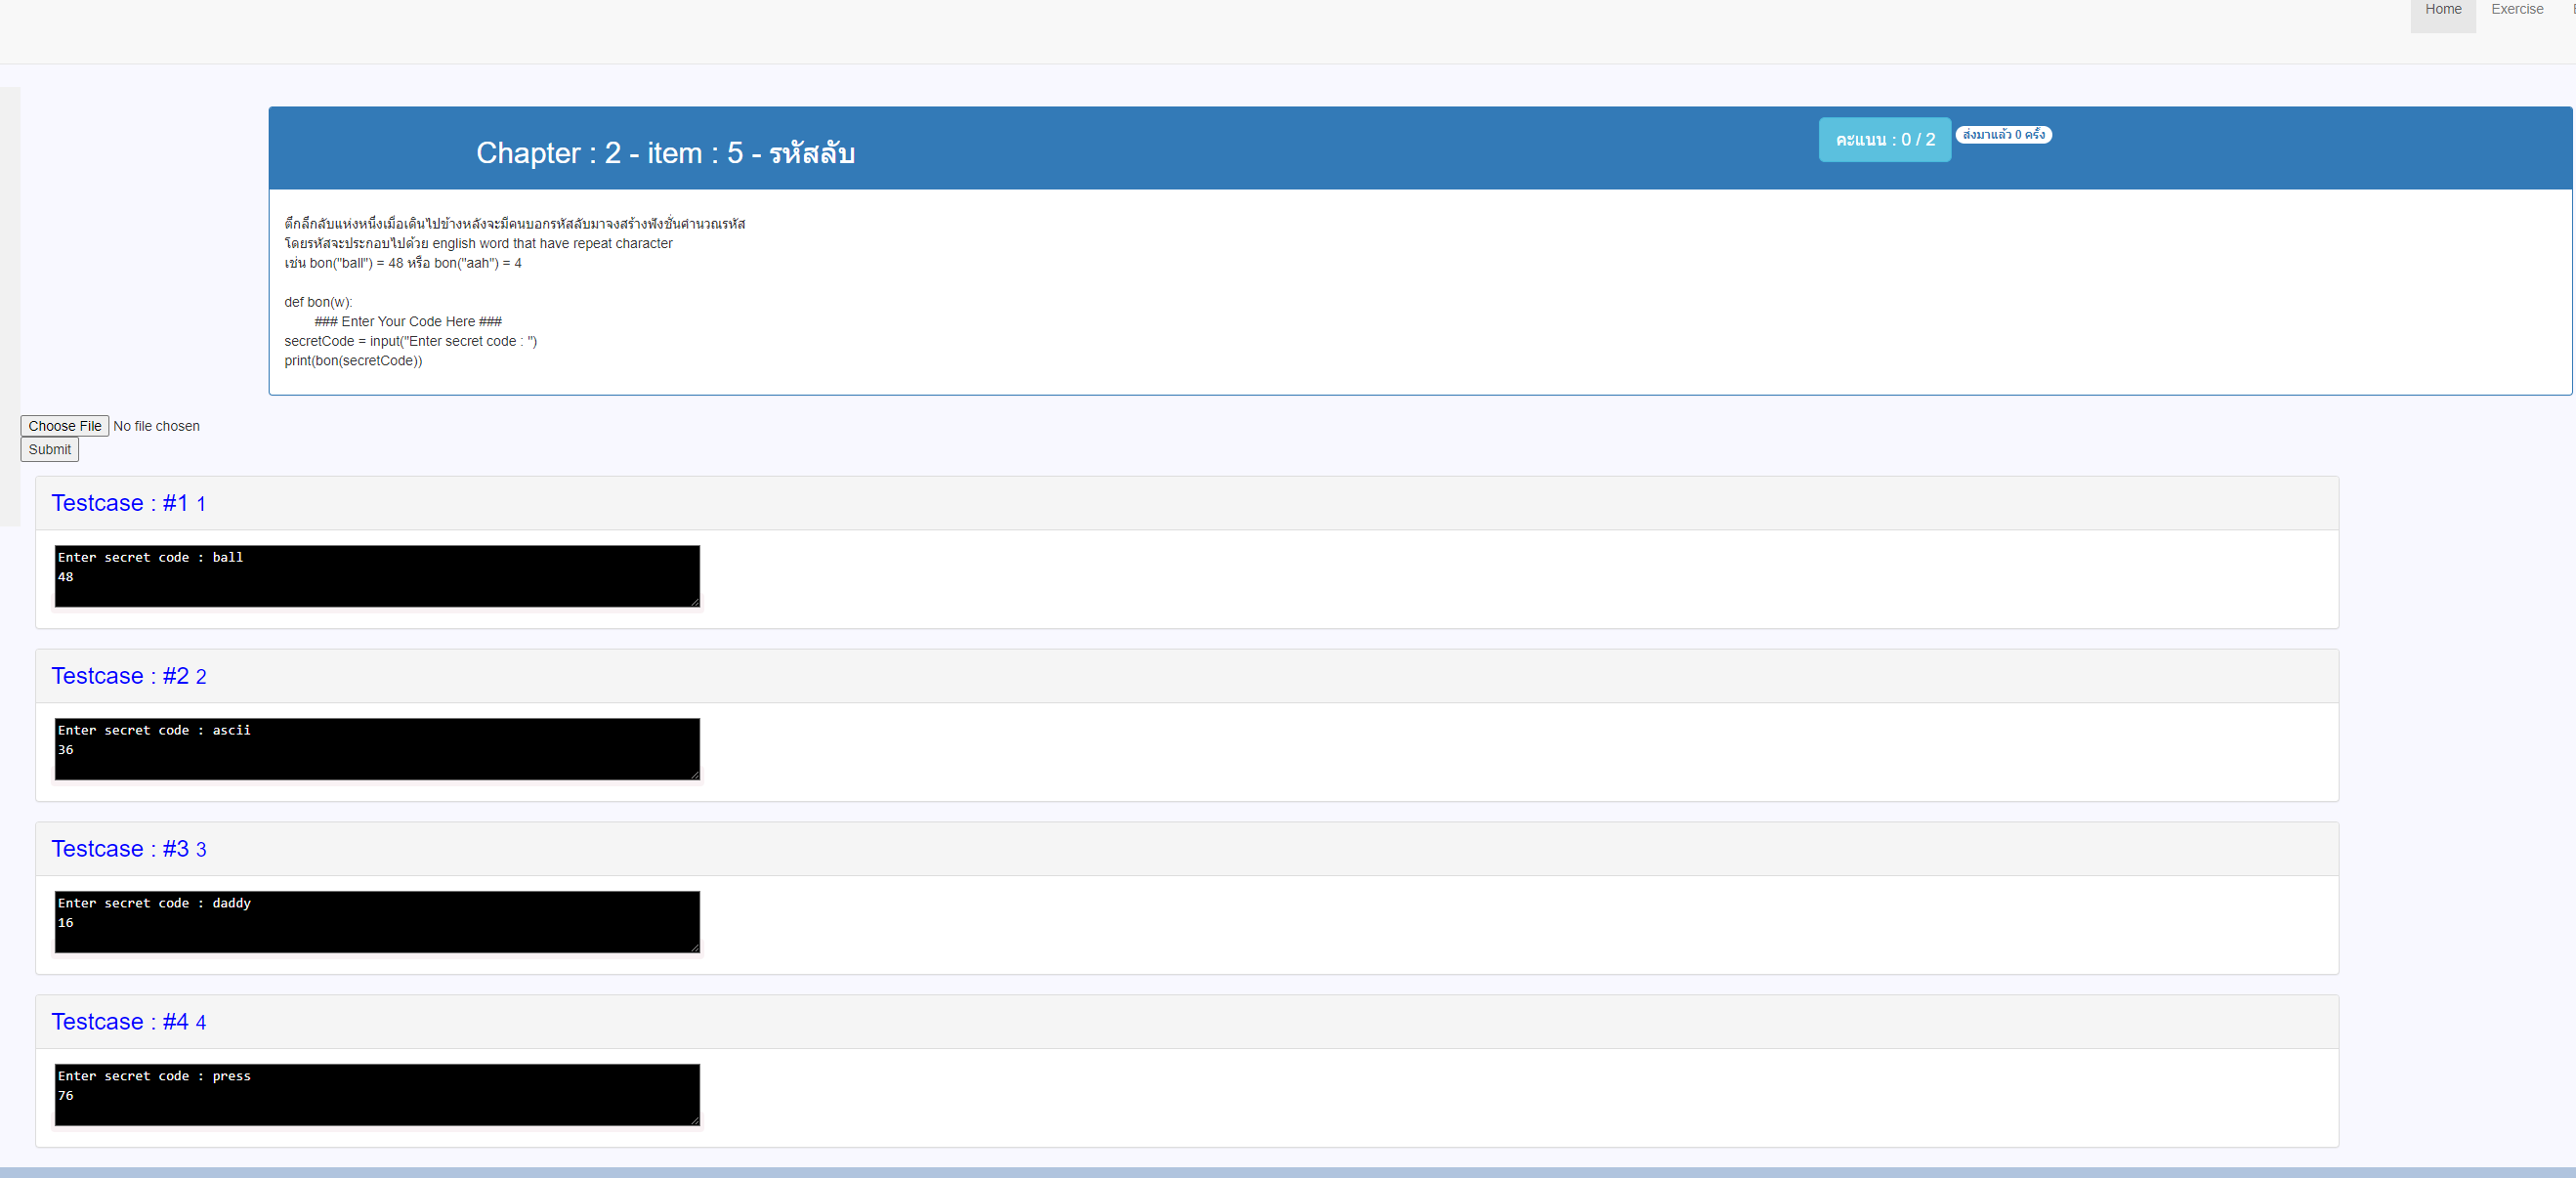 Home Exercise
Chapter : 2 - item : 5 - รหัสลับ
คะแนน : 0 / 2 ส่งมาแล้ว 0 ครั้ง
ตึกลึกลับแห่งหนึ่งเมื่อเดินไปข้างหลังจะมีคนบอกรหัสลับมาจงสร้างฟังชั่นคำนวณรหัส
โดยรหัสจะประกอบไปด้วย english word that have repeat character
เช่น bon("ball") = 48 หรือ bon("aah") = 4
def bon(w):
### Enter Your Code Here ###
secretCode = input("Enter secret code : ")
print(bon(secretCode))
Choose File No file chosen
Submit
Testcase : #1 1
Enter secret code : ball
48
Testcase : #2 2
Enter secret code : ascii
36
Testcase : #3 3
Enter secret code : daddy
16
Testcase : #4 4
Enter secret code : press
76